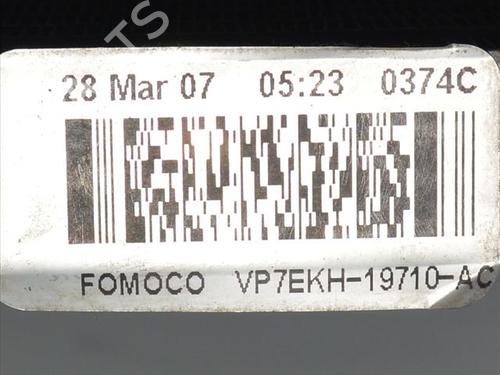 28 Mar 07 05:23 0374C
FOMOCO VP7EKH-19710-AC